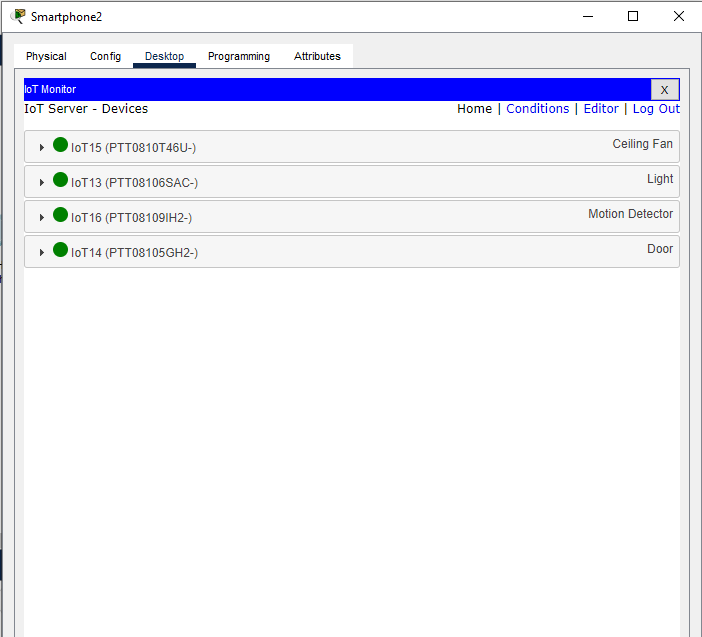 Smartphone2
Physical Config Desktop Programming Attributes
IoT Monitor X
IoT Server - Devices Home | Conditions | Editor | Log Out
IoT15 (PTT0810T46U-) Ceiling Fan
IoT13 (PTT08106SAC-) Light
IoT16 (PTT08109IH2-) Motion Detector
IoT14 (PTT08105GH2-) Door